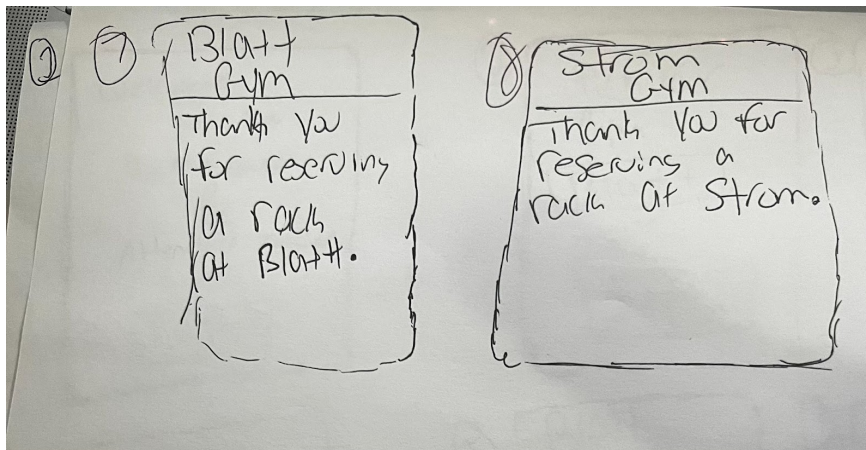 2
7
Blatt
Gym
Thank you
for reserving
a rack
at Blatt.
8
Strom
Gym
Thank you for
reserving a
rack at Strom.